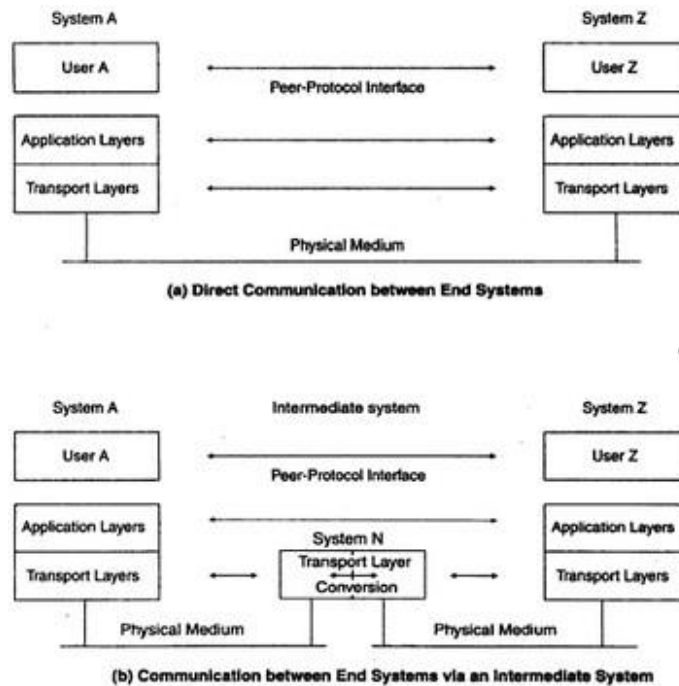 System A
System Z
User A
User Z
Peer-Protocol Interface
Application Layers
Application Layers
Transport Layers
Transport Layers
Physical Medium
(a) Direct Communication between End Systems
System A
Intermediate system
System Z
User A
User Z
Peer-Protocol Interface
Application Layers
Application Layers
System N
Transport Layers
Transport Layer
Conversion
Transport Layers
Physical Medium
Physical Medium
(b) Communication between End Systems via an Intermediate System